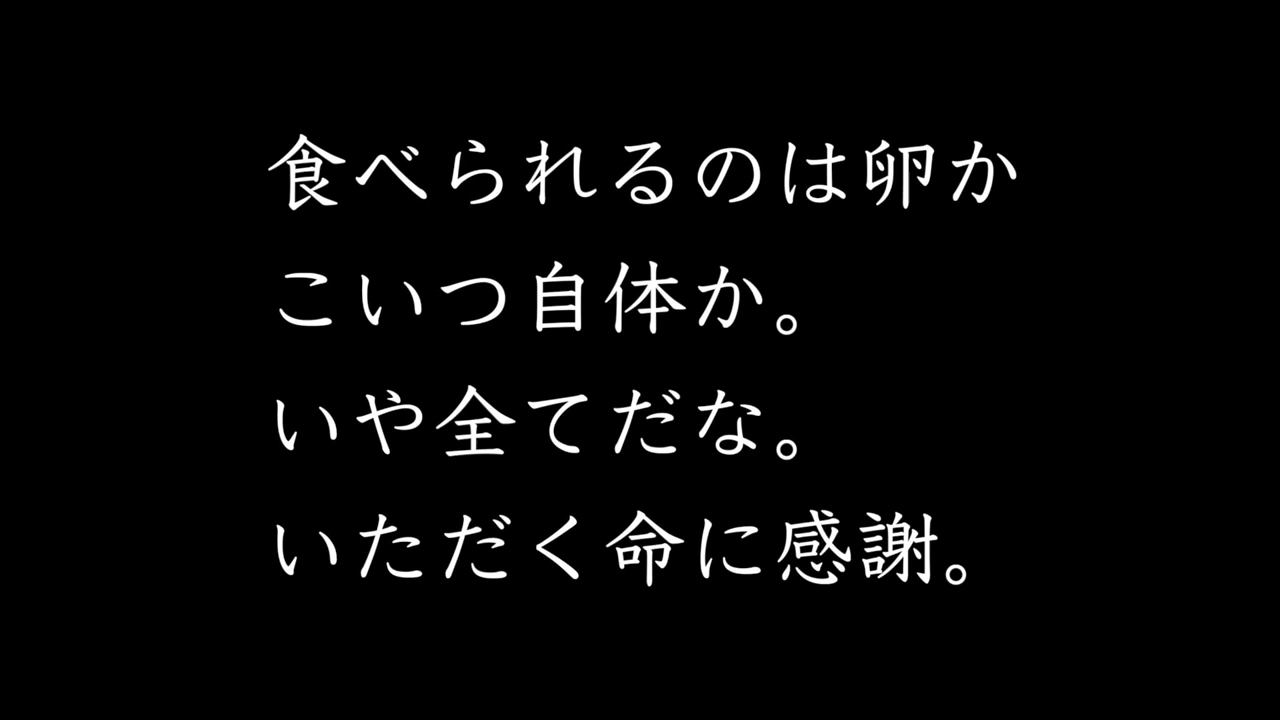 食べられるのは卵か
こいつ自体か。
いや全てだな。
いただく命に感謝。